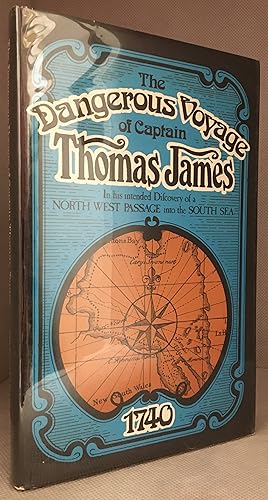 The
Dangerous Voyage
of Captain
Thomas James
In his intended Discovery of a
NORTH WEST PASSAGE into the SOUTH SEA
New South Wales
1740